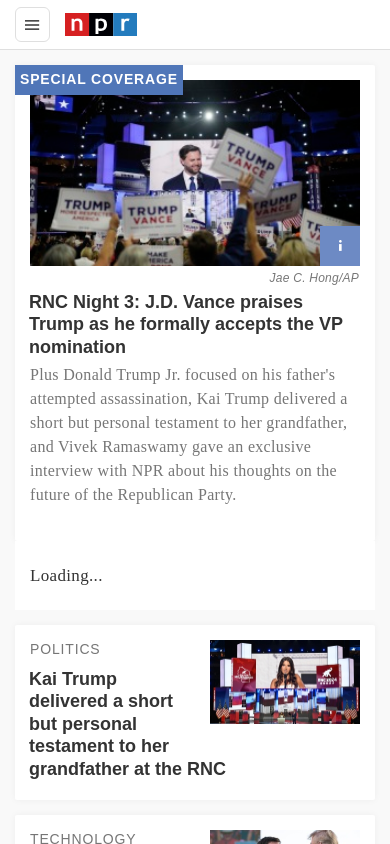 npr
SPECIAL COVERAGE
TRUMP
VANCE
TRUMP
VANCE
TRUMP
TRUMP
VANCE
MAKE
Jae C. Hong/AP
RNC Night 3: J.D. Vance praises
Trump as he formally accepts the VP
nomination
Plus Donald Trump Jr. focused on his father's
attempted assassination, Kai Trump delivered a
short but personal testament to her grandfather,
and Vivek Ramaswamy gave an exclusive
interview with NPR about his thoughts on the
future of the Republican Party.
Loading...
POLITICS
Kai Trump
delivered a short
but personal
testament to her
grandfather at the RNC
TECHNOLOGY